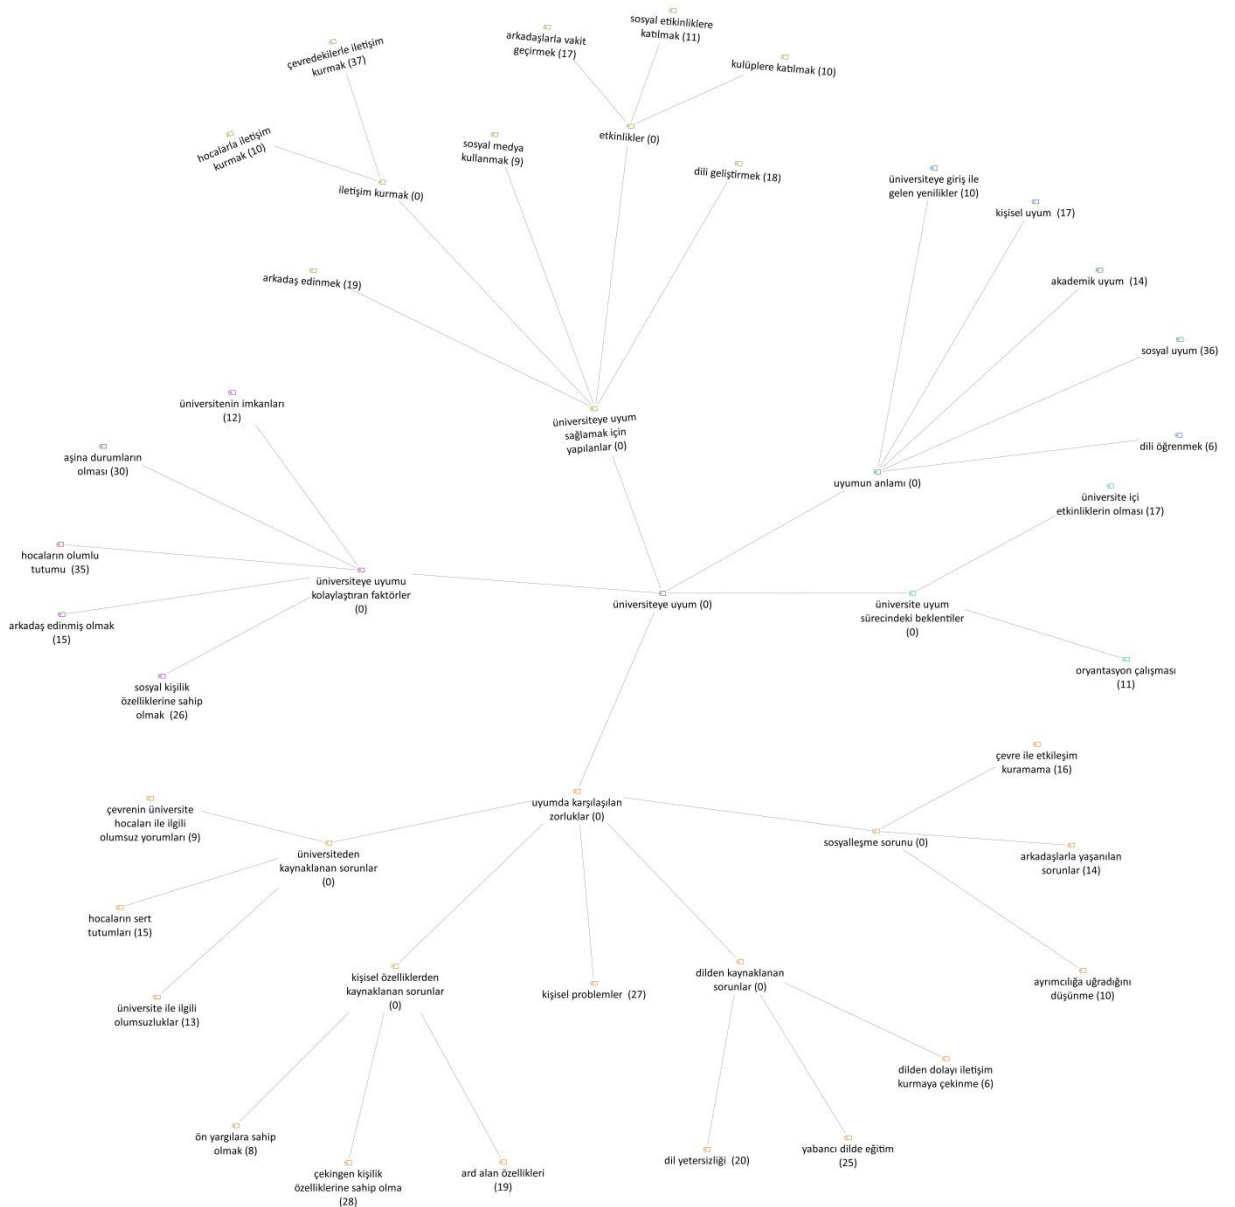 sosyal etkinliklere
katılmak (11)
arkadaşlarla vakit
geçirmek (17)
kulüplere katılmak (10)
çevredekilerle iletişim
kurmak (37)
hocalarla iletişim
kurmak (10)
sosyal medya
kullanmak (9)
etkinlikler (0)
dili geliştirmek (18)
iletişim kurmak (0)
arkadaş edinmek (19)
üniversiteye uyum
sağlamak için
yapılanlar (0)
üniversiteye giriş ile
gelen yenilikler (10)
kişisel uyum (17)
akademik uyum (14)
sosyal uyum (36)
dili öğrenmek (6)
uyumun anlamı (0)
üniversite içi
etkinliklerin olması (17)
üniversitenin imkanları
(12)
aşina durumların
olması (30)
hocaların olumlu
tutumu (35)
üniversiteye uyumu
kolaylaştıran faktörler
(0)
arkadaş edinmiş olmak
(15)
sosyal kişilik
özelliklerine sahip
olmak (26)
üniversiteye uyum (0)
üniversite uyum
sürecindeki beklentiler
(0)
oryantasyon çalışması
(11)
çevre ile etkileşim
kuramama (16)
uyumda karşılaşılan
zorluklar (0)
sosyalleşme sorunu (0)
arkadaşlarla yaşanılan
sorunlar (14)
ayrımcılığa uğradığını
düşünme (10)
çevrenin üniversite
hocaları ile ilgili
olumsuz yorumları (9)
üniversiteden
kaynaklanan sorunlar
(0)
hocaların sert
tutumları (15)
üniversite ile ilgili
olumsuzluklar (13)
kişisel özelliklerden
kaynaklanan sorunlar
(0)
kişisel problemler (27)
dilden kaynaklanan
sorunlar (0)
dilden dolayı iletişim
kurmaya çekinme (6)
ön yargılara sahip
olmak (8)
çekingen kişilik
özelliklerine sahip olma
(28)
ard alan özellikleri
(19)
dil yetersizliği (20)
yabancı dilde eğitim
(25)